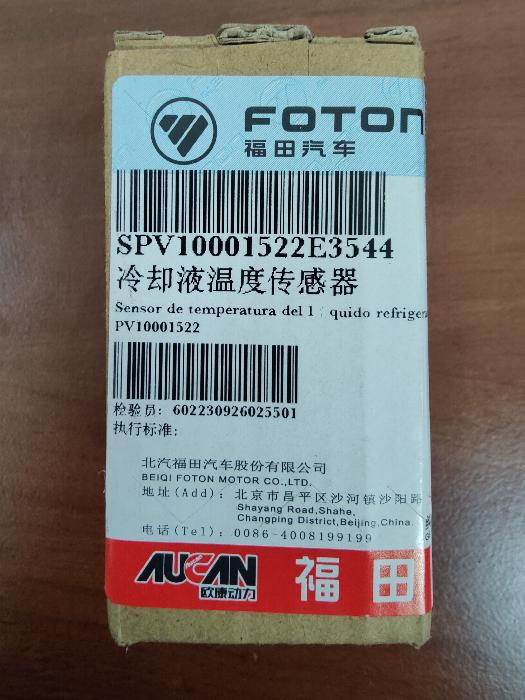 FOTON
福田汽车
SPV10001522E3544
冷却液温度传感器
Sensor de temperatura del l quido refrigera
PV10001522
检验员: 602230926025501
执行标准:
北汽福田汽车股份有限公司
BEIQI FOTON MOTOR CO.,LTD.
地址(Add): 北京市昌平区沙河镇沙阳路
Shayang Road,Shahe,
Changping District,Beijing,China.
电话(Tel): 0086-4008199199
AUCAN 福田
欧康动力